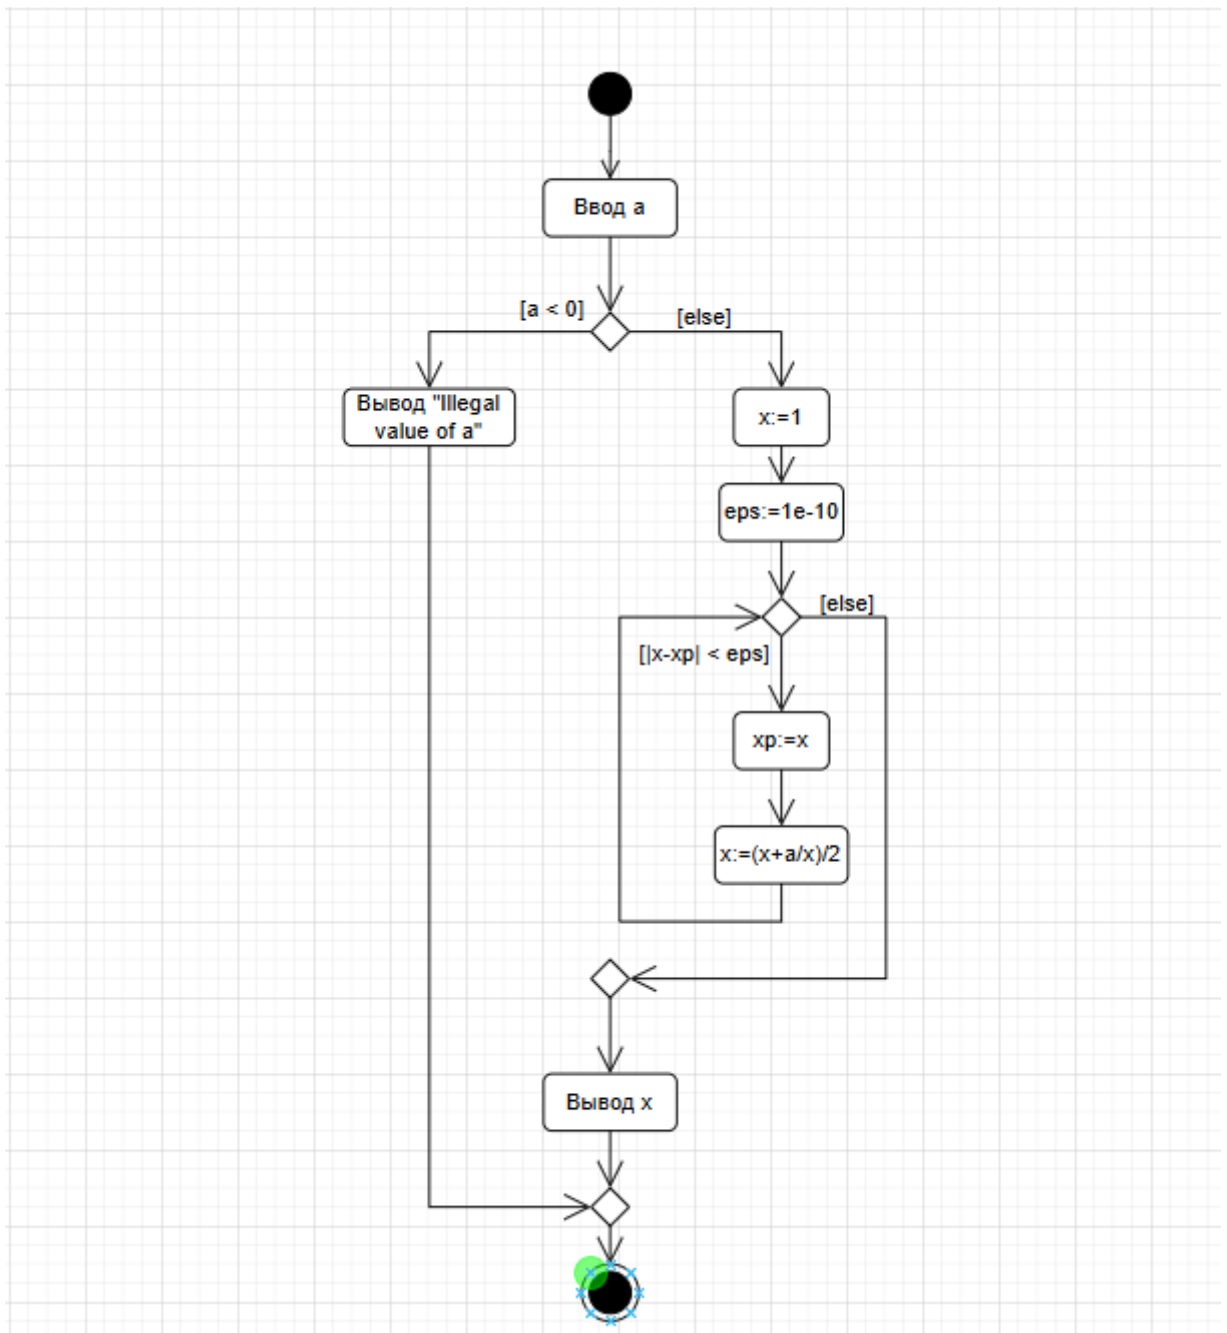 Ввод a
[a < 0]
[else]
Вывод "Illegal
value of a"
x:=1
eps:=1e-10
[else]
[|x-xp| < eps]
xp:=x
x:=(x+a/x)/2
Вывод x